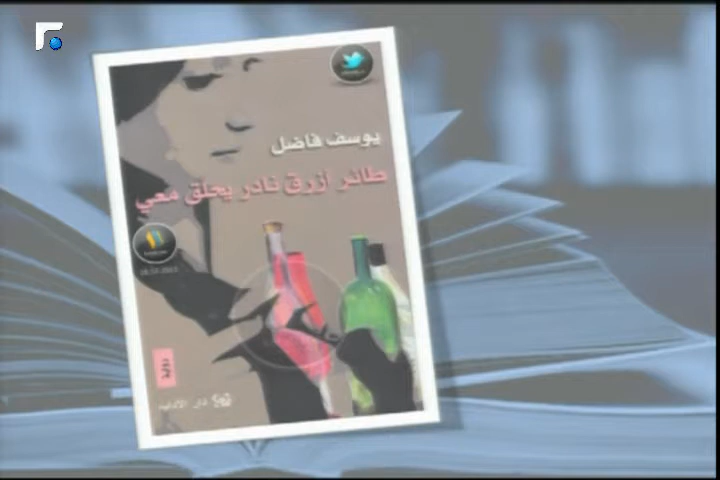 يوسف فاضل
طائر أزرق نادر يحلق معي
رواية
دار الآداب